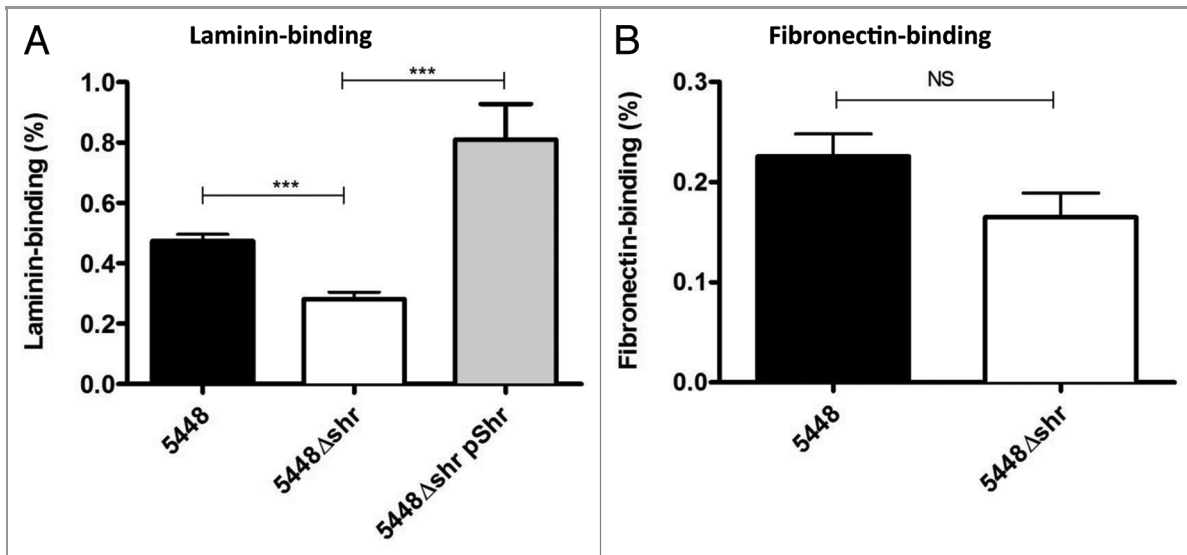 A
Laminin-binding
Laminin-binding (%)
1.0
0.8
0.6
0.4
0.2
0.0
***
***
5448
5448Δshr
5448Δshr pShr
B
Fibronectin-binding
Fibronectin-binding (%)
0.3
0.2
0.1
0.0
NS
5448
5448Δshr